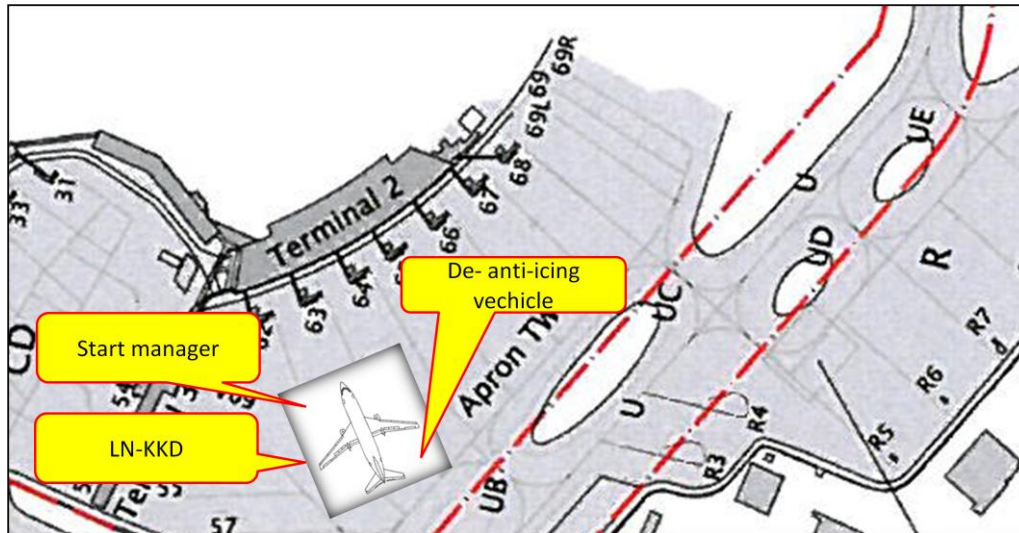 69R
69
69L
68
67
66
64
63
Terminal 2
31
33
CD
De- anti-icing
vechicle
Start manager
LN-KKD
Apron TW
U
UE
UD
UC
U
UB
R
R7
R6
R5
R4
R3
57